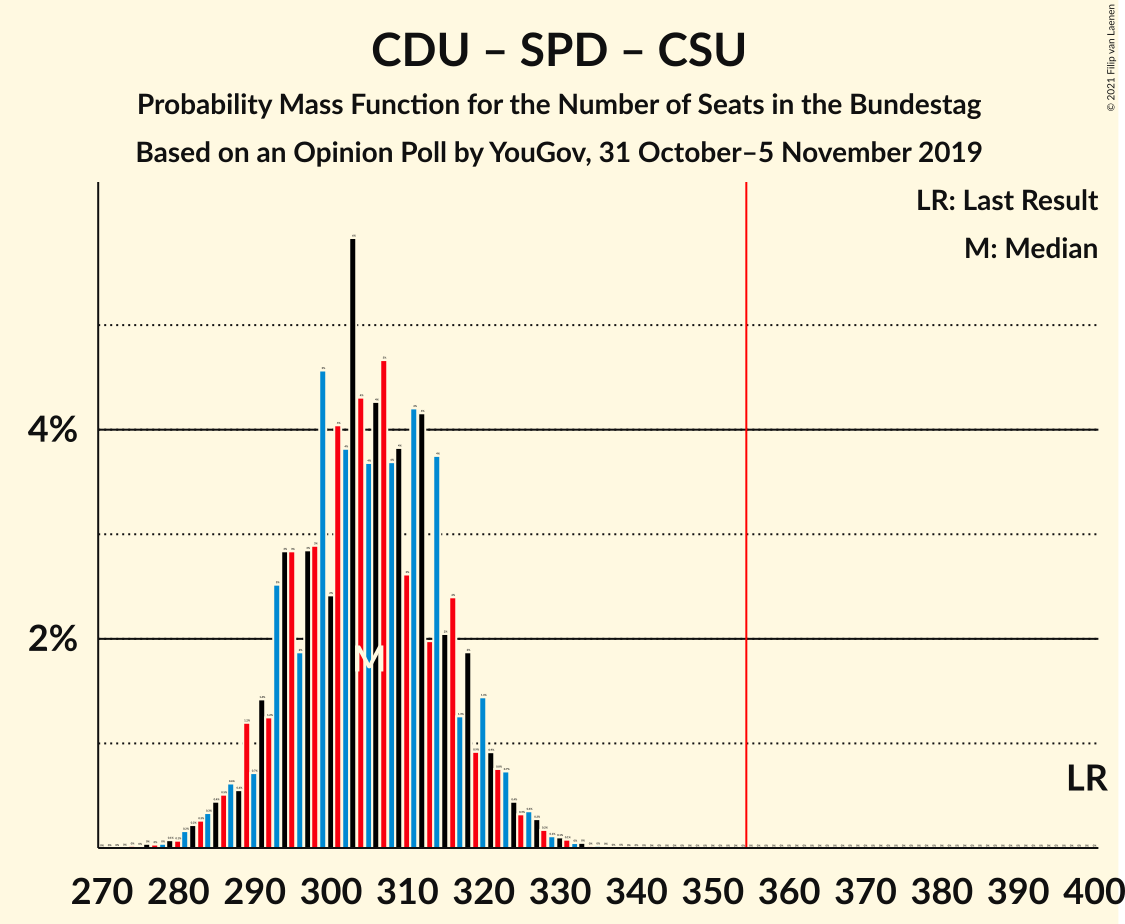 CDU – SPD – CSU
Probability Mass Function for the Number of Seats in the Bundestag
Based on an Opinion Poll by YouGov, 31 October–5 November 2019
© 2021 Filip van Laenen
LR: Last Result
M: Median
4%
2%
M
LR
270 280 290 300 310 320 330 340 350 360 370 380 390 400